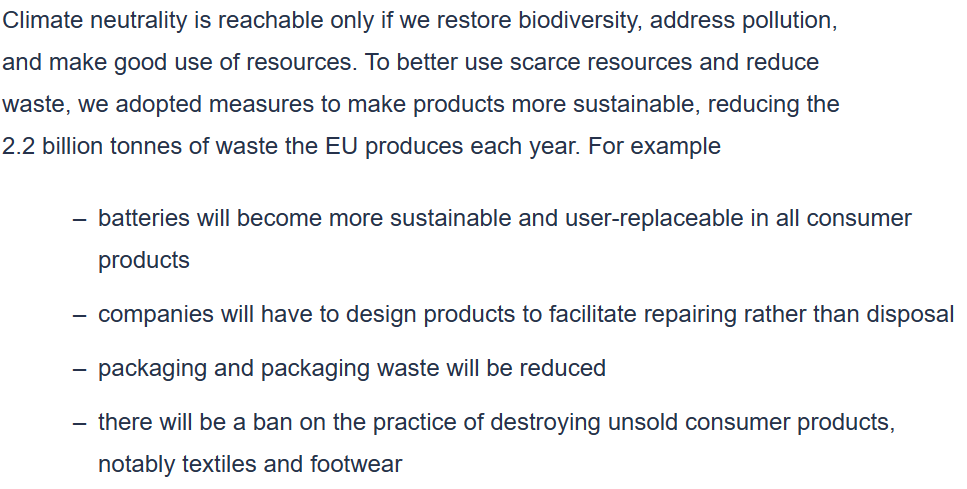 Climate neutrality is reachable only if we restore biodiversity, address pollution,
and make good use of resources. To better use scarce resources and reduce
waste, we adopted measures to make products more sustainable, reducing the
2.2 billion tonnes of waste the EU produces each year. For example
– batteries will become more sustainable and user-replaceable in all consumer
products
– companies will have to design products to facilitate repairing rather than disposal
– packaging and packaging waste will be reduced
– there will be a ban on the practice of destroying unsold consumer products,
notably textiles and footwear